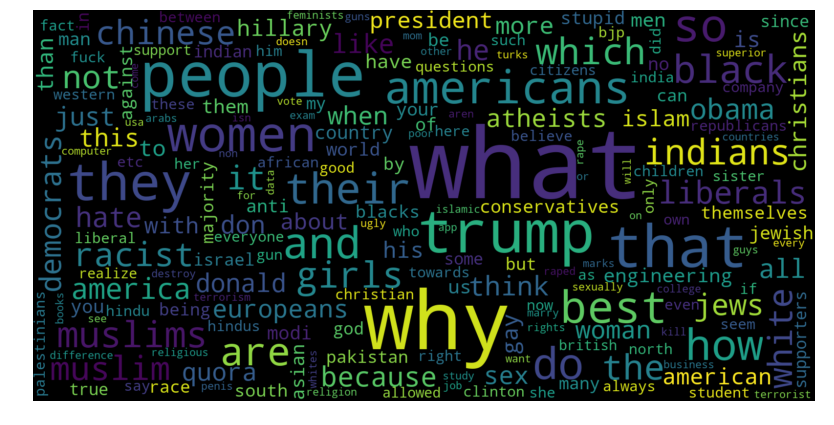 fact in between feminists guns president more stupid men bjp did since
man chinese hillary like be such he which so is
than fuck support indian him doesn have mom other turks questions citizens india no black christians
not western against people americans superior company
just these them my when your of atheists islam can obama republicans
usa arabs isn vote exam poor here aren believe rape countries
this women country what indians
computer to her african world by children sister
they etc it noh good their or will only liberals
democrats hate with don for data majority anti about blacks islamic ugly app conservatives on own themselves
liberal everyone who trump that jewish
racist israel gun his some but guys every
realize and towards as engineering all
america destroy donald girls us think marks sexually raped college if
books you hindu being europeans christian now best even jews white
palestinians see terrorism why god gay rights marry woman seem supporters
muslims hindus modi british north kill how
difference religious are asian pakistan right want do the
muslim quora whites because sex job study she business american
true say race penis south religion allowed clinton many always student terrorist